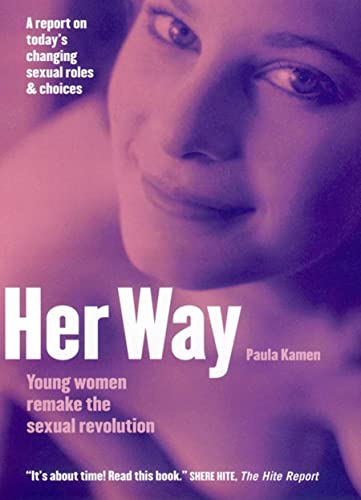 A report on
today's
changing
sexual roles
& choices
Her Way
Paula Kamen
Young women
remake the
sexual revolution
"It's about time! Read this book." SHERE HITE, The Hite Report